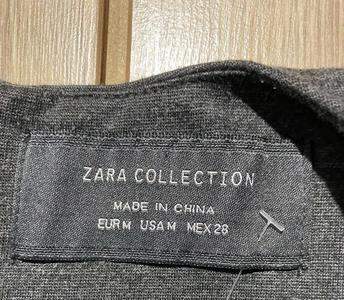 ZARA COLLECTION
MADE IN CHINA
EUR M USA M MEX 28